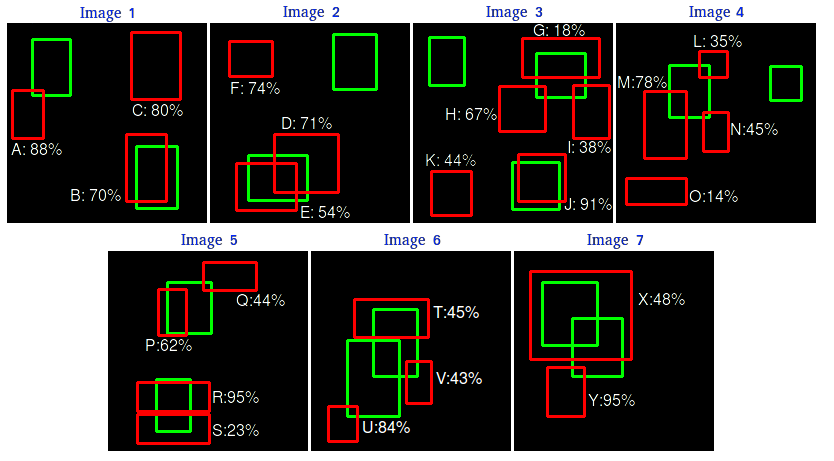 Image 1
Image 2
Image 3
Image 4
A: 88%
C: 80%
B: 70%
F: 74%
D: 71%
E: 54%
G: 18%
H: 67%
I: 38%
K: 44%
J: 91%
L: 35%
M:78%
N:45%
O:14%
Image 5
Image 6
Image 7
Q:44%
P:62%
R:95%
S:23%
T:45%
V:43%
U:84%
X:48%
Y:95%